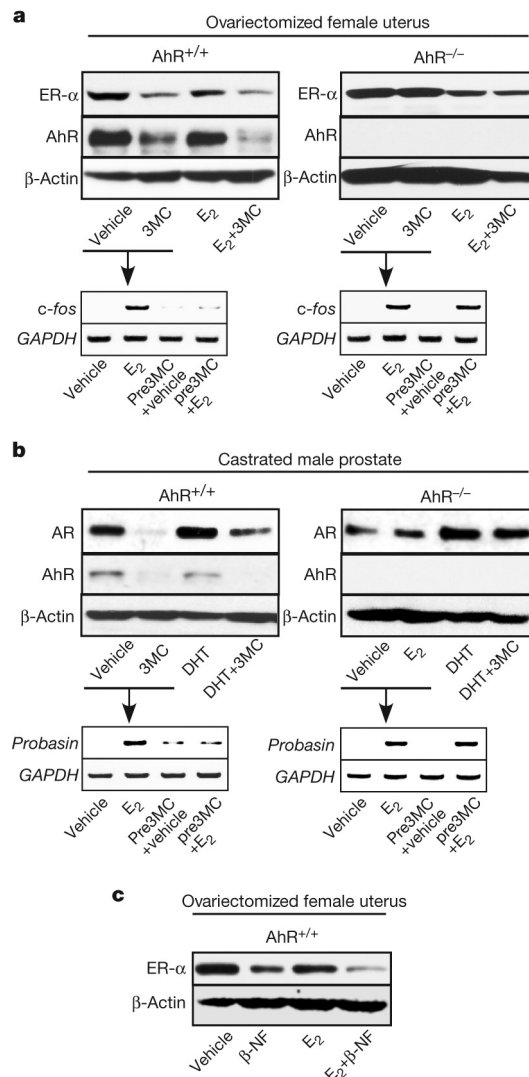 a
Ovariectomized female uterus
AhR+/+
AhR–/–
ER-α
AhR
β-Actin
Vehicle
3MC
E2
E2+3MC
ER-α
AhR
β-Actin
Vehicle
3MC
E2
E2+3MC
c-fos
GAPDH
Vehicle
E2
Pre3MC
+vehicle
pre3MC
+E2
c-fos
GAPDH
Vehicle
E2
Pre3MC
+vehicle
pre3MC
+E2
b
Castrated male prostate
AhR+/+
AhR–/–
AR
AhR
β-Actin
Vehicle
3MC
DHT
DHT+3MC
AR
AhR
β-Actin
Vehicle
E2
DHT
DHT+3MC
Probasin
GAPDH
Vehicle
E2
Pre3MC
+vehicle
pre3MC
+E2
Probasin
GAPDH
Vehicle
E2
Pre3MC
+vehicle
pre3MC
+E2
c
Ovariectomized female uterus
AhR+/+
ER-α
β-Actin
Vehicle
β-NF
E2
E2+β-NF